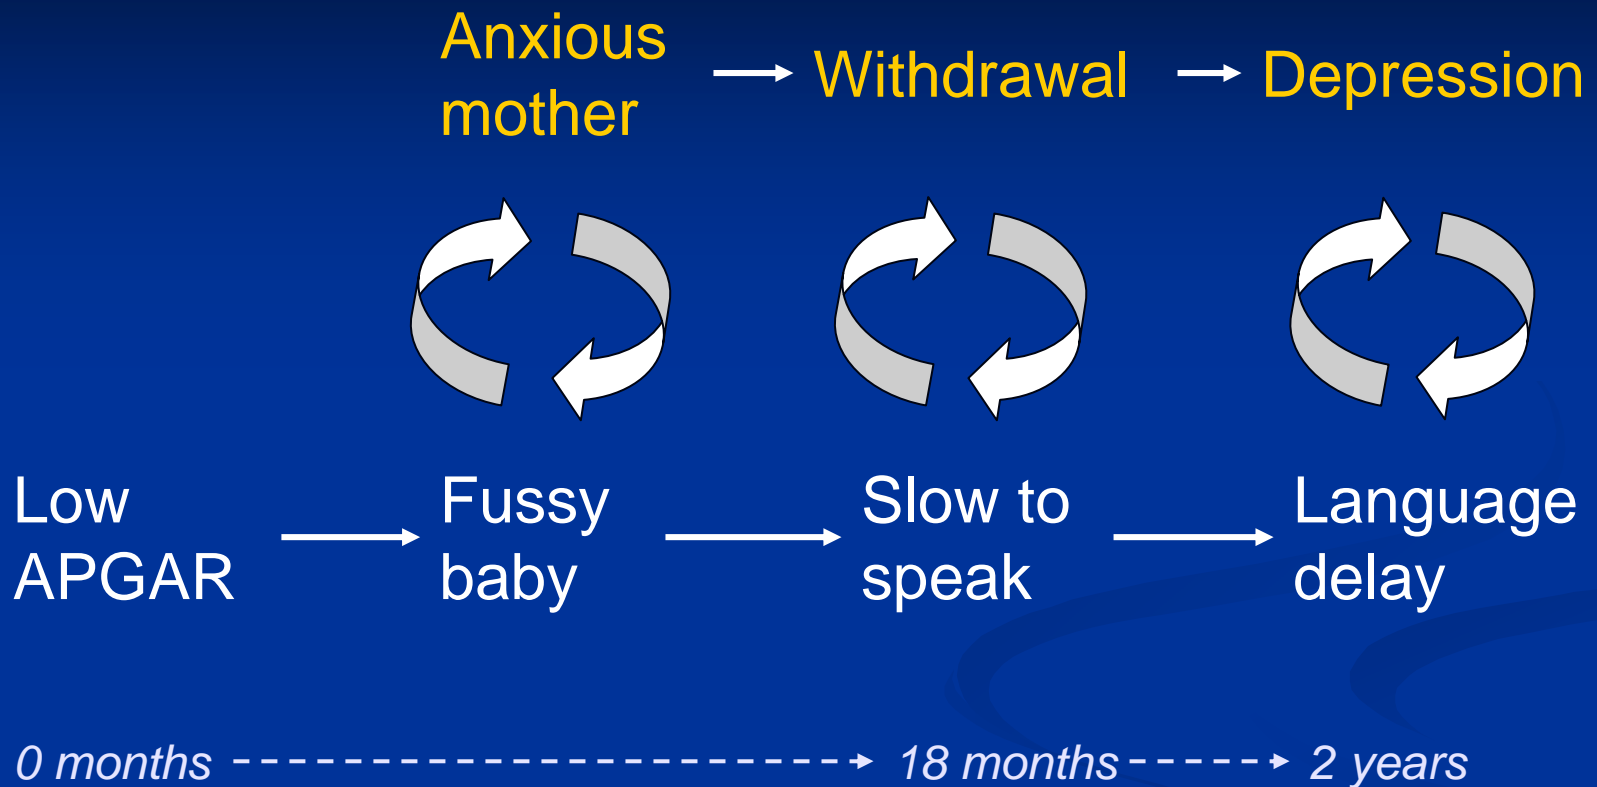 Anxious
mother
Withdrawal
Depression
Low
APGAR
Fussy
baby
Slow to
speak
Language
delay
0 months
18 months
2 years